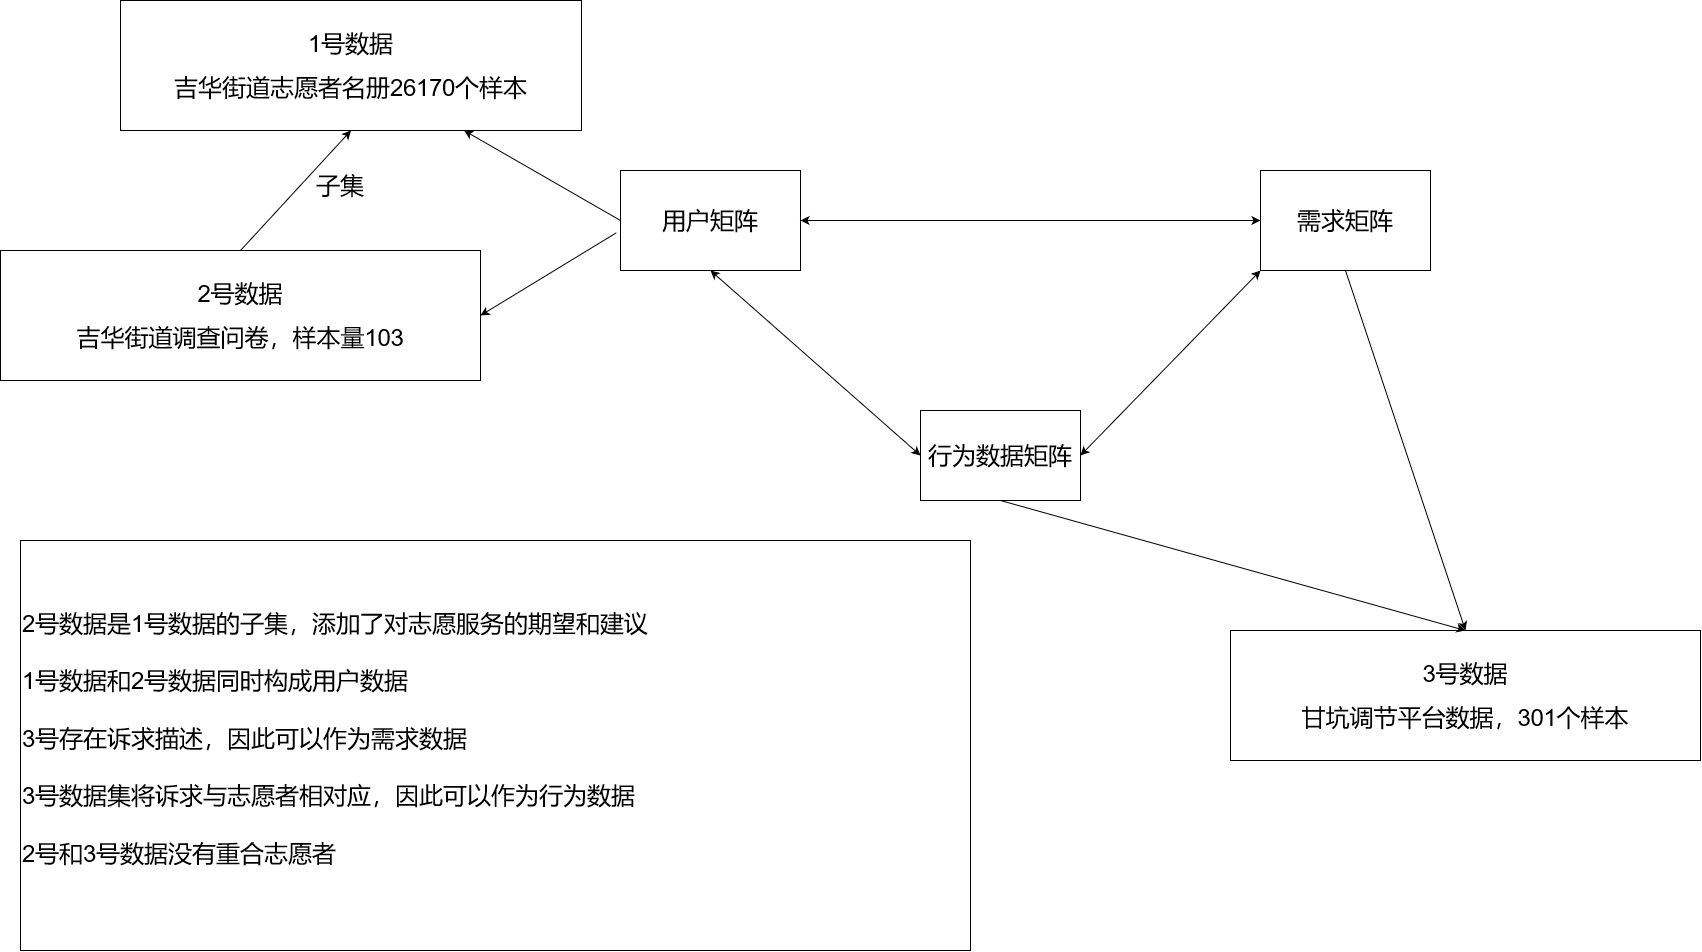 1号数据
吉华街道志愿者名册26170个样本
子集
2号数据
吉华街道调查问卷，样本量103
用户矩阵
需求矩阵
行为数据矩阵
2号数据是1号数据的子集，添加了对志愿服务的期望和建议
1号数据和2号数据同时构成用户数据
3号存在诉求描述，因此可以作为需求数据
3号数据集将诉求与志愿者相对应，因此可以作为行为数据
2号和3号数据没有重合志愿者
3号数据
甘坑调节平台数据，301个样本